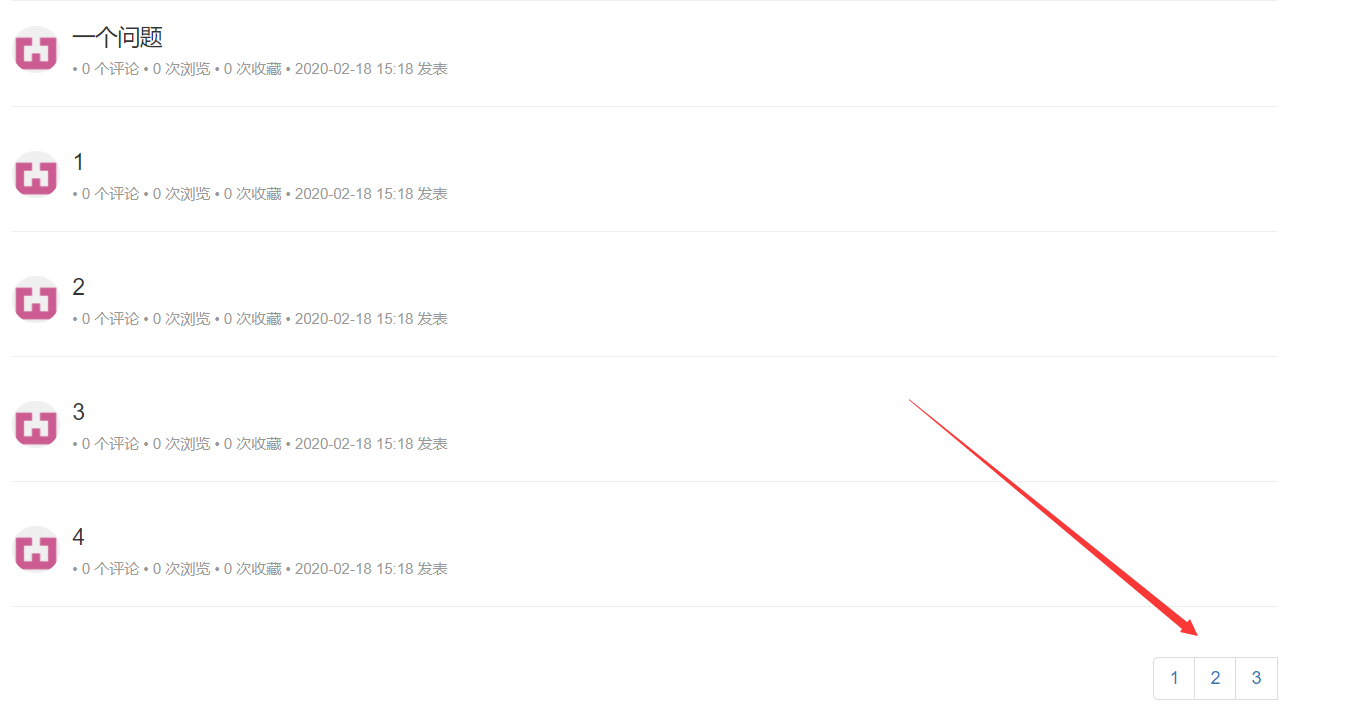 一个问题
• 0 个评论 • 0 次浏览 • 0 次收藏 • 2020-02-18 15:18 发表
1
• 0 个评论 • 0 次浏览 • 0 次收藏 • 2020-02-18 15:18 发表
2
• 0 个评论 • 0 次浏览 • 0 次收藏 • 2020-02-18 15:18 发表
3
• 0 个评论 • 0 次浏览 • 0 次收藏 • 2020-02-18 15:18 发表
4
• 0 个评论 • 0 次浏览 • 0 次收藏 • 2020-02-18 15:18 发表
1 2 3